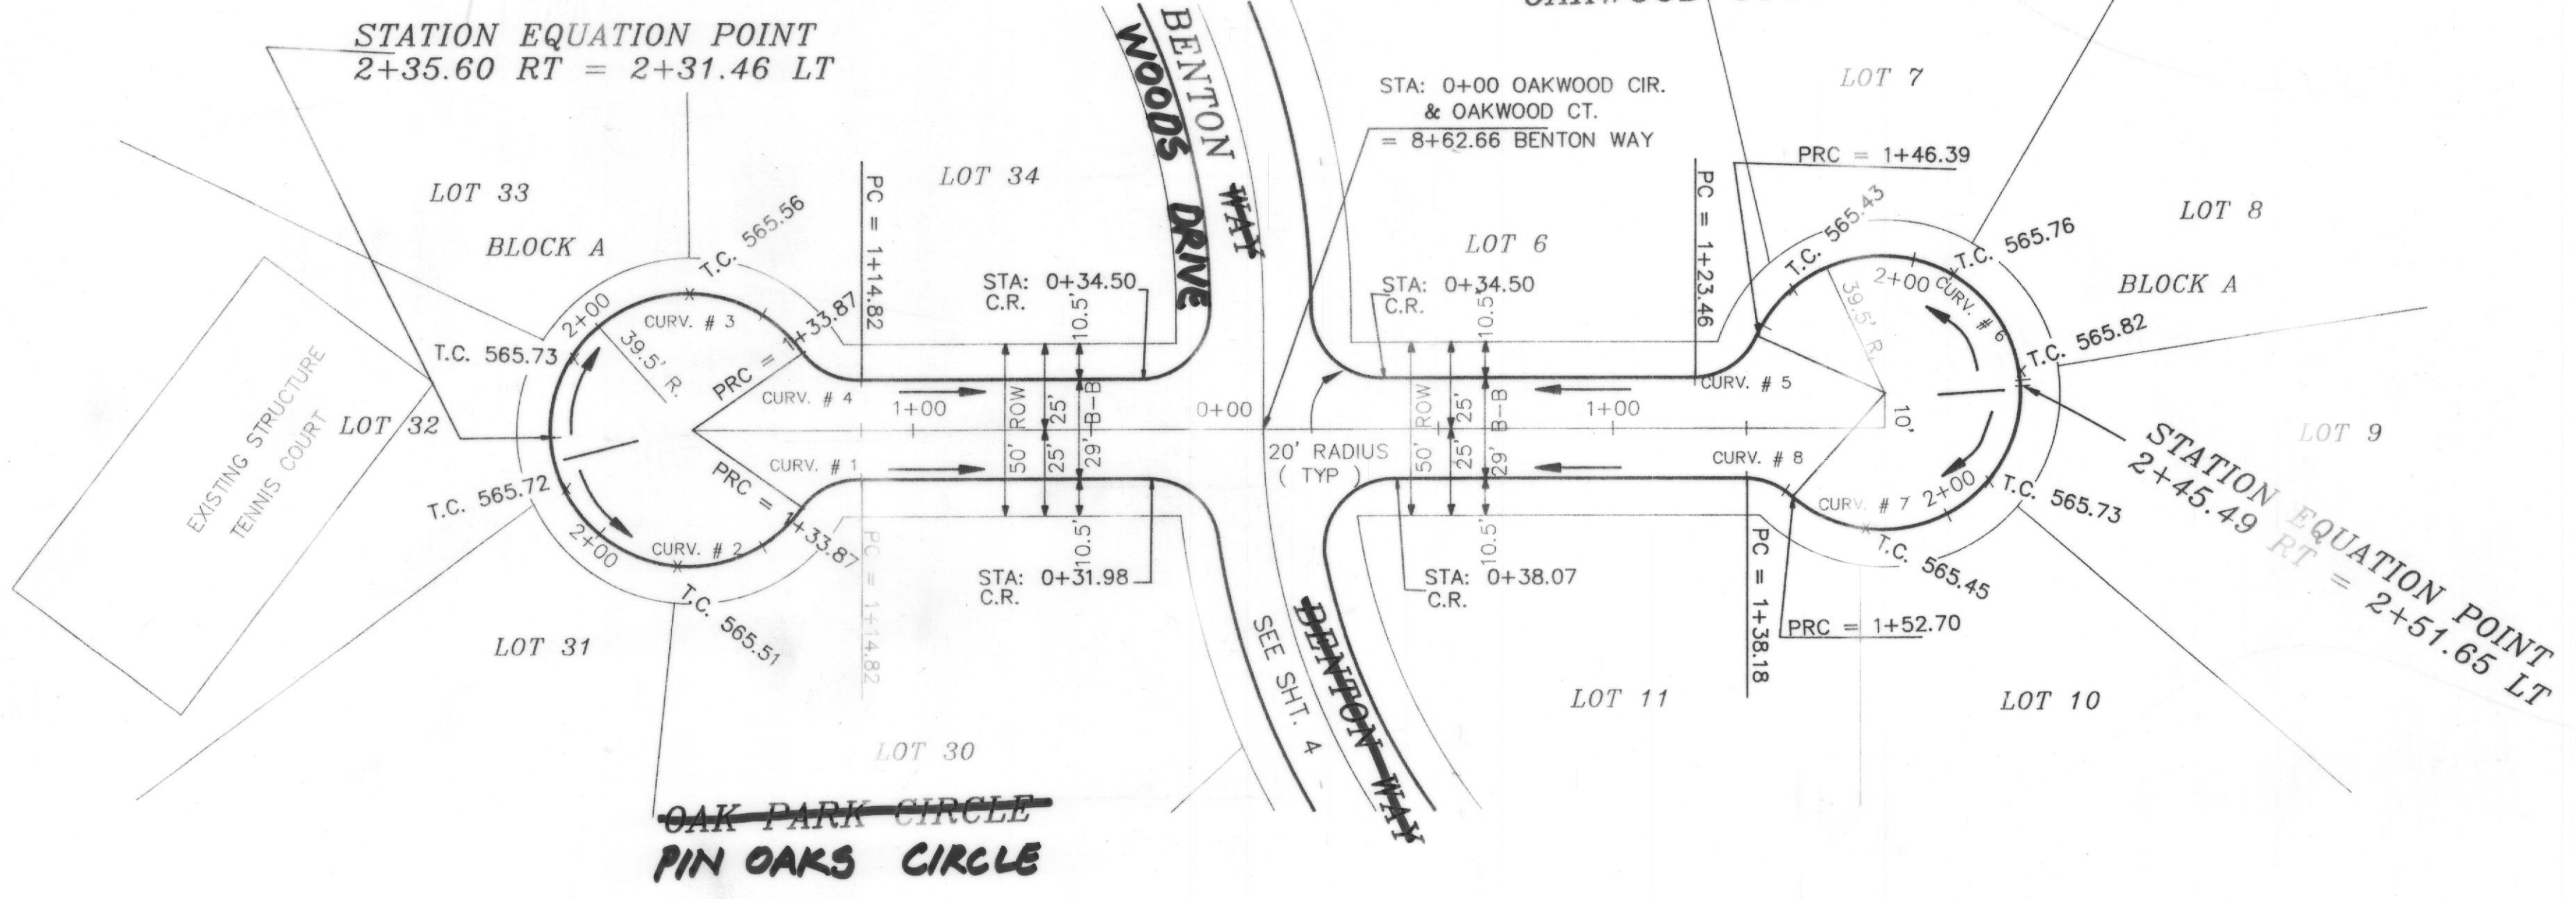 STATION EQUATION POINT
2+35.60 RT = 2+31.46 LT
BENTON WAY
WOODS DRIVE
STA: 0+00 OAKWOOD CIR.
& OAKWOOD CT.
= 8+62.66 BENTON WAY
LOT 7
PRC = 1+46.39
LOT 33
BLOCK A
T.C. 565.56
PC = 1+14.82
LOT 34
LOT 6
PC = 1+23.46
T.C. 565.43
T.C. 565.76
LOT 8
BLOCK A
STA: 0+34.50
C.R.
10.5'
STA: 0+34.50
C.R.
10.5'
2+00
CURV. # 3
PRC = 1+33.87
39.5' R.
T.C. 565.73
39.5' R.
2+00
CURV. # 6
T.C. 565.82
EXISTING STRUCTURE
TENNIS COURT
LOT 32
CURV. # 4
1+00
50' ROW
25'
25'
29' B-B
0+00
20' RADIUS
( TYP )
50' ROW
25'
25'
29' B-B
1+00
CURV. # 5
10'
LOT 9
STATION EQUATION POINT
2+45.49 RT = 2+51.65 LT
CURV. # 1
PRC = 1+33.87
T.C. 565.72
2+00
CURV. # 2
T.C. 565.51
PC = 1+14.82
10.5'
STA: 0+31.98
C.R.
10.5'
STA: 0+38.07
C.R.
CURV. # 8
CURV. # 7
2+00
T.C. 565.73
T.C. 565.45
PC = 1+38.18
PRC = 1+52.70
SEE SHT. 4
BENTON WAY
LOT 31
LOT 30
LOT 11
LOT 10
OAK PARK CIRCLE
PIN OAKS CIRCLE